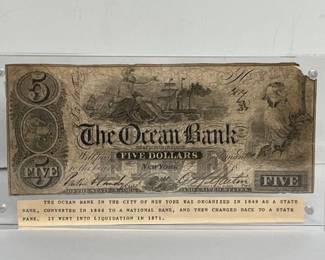 5
The Ocean Bank
FIVE DOLLARS
FIVE
NEW YORK
FIVE
THE OCEAN BANK IN THE CITY OF NEW YORK WAS ORGANIZED IN 1849 AS A STATE
BANK, CONVERTED IN 1866 TO A NATIONAL BANK, AND THEN CHANGED BACK TO A STATE
BANK. IT WENT INTO LIQUIDATION IN 1871.